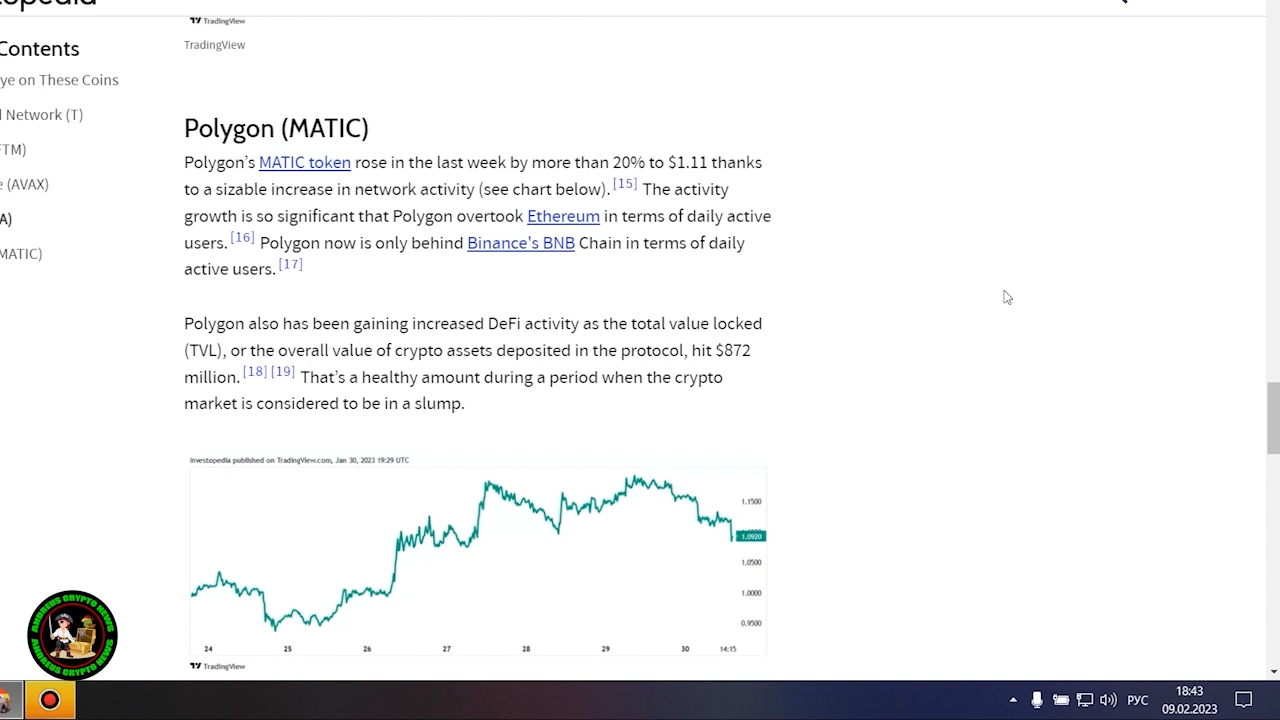 TradingView
TradingView
Contents
ye on These Coins
Network (T)
FTM)
(AVAX)
A)
MATIC)
Polygon (MATIC)
Polygon's MATIC token rose in the last week by more than 20% to $1.11 thanks
to a sizable increase in network activity (see chart below). [15] The activity
growth is so significant that Polygon overtook Ethereum in terms of daily active
users. [16] Polygon now is only behind Binance's BNB Chain in terms of daily
active users. [17]
Polygon also has been gaining increased DeFi activity as the total value locked
(TVL), or the overall value of crypto assets deposited in the protocol, hit $872
million. [18] [19] That's a healthy amount during a period when the crypto
market is considered to be in a slump.
Investopedia published on TradingView.com, Jan 30, 2023 19:29 UTC
1.1500
1.0920
1.0500
1.0000
0.9500
24 25 26 27 28 29 30 14:15
TradingView
ANDREUS CRYPTO NEWS
ANDREUS CRYPTO NEWS
РУС
18:43
09.02.2023